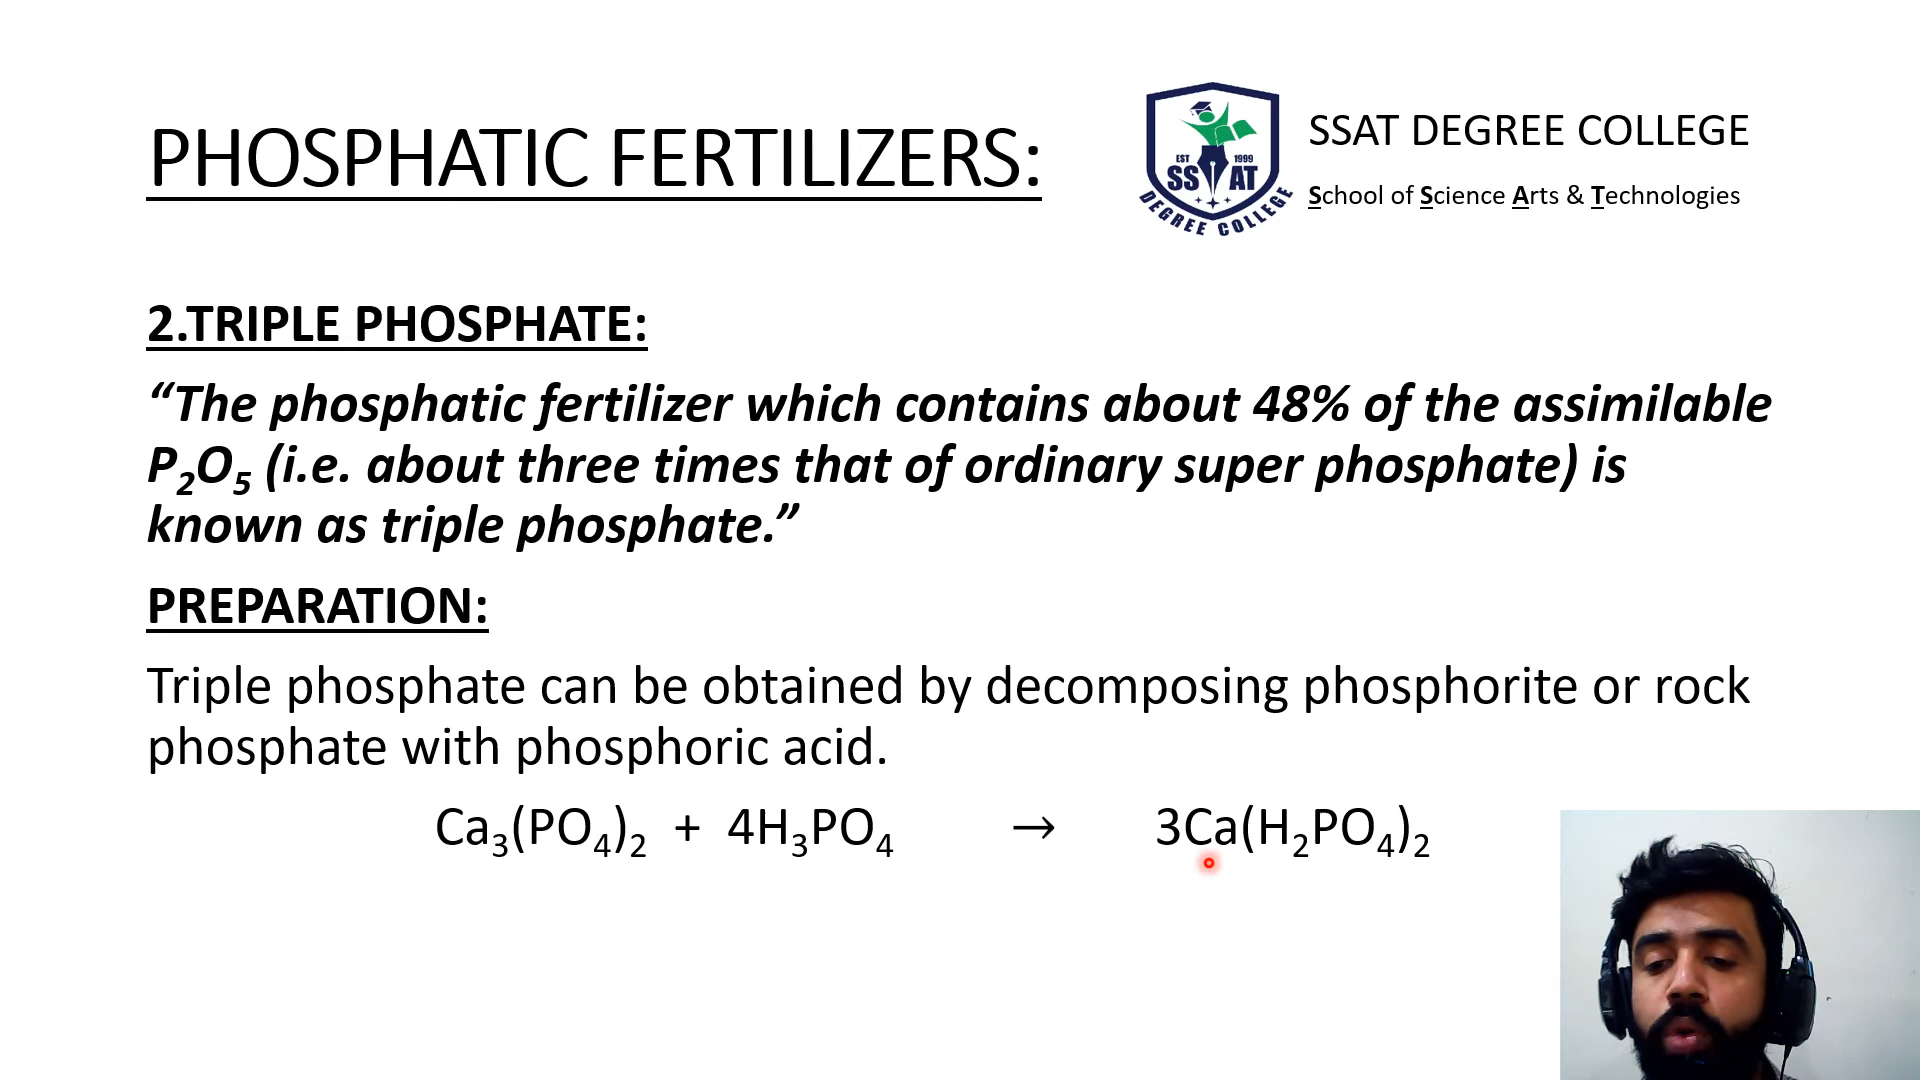 PHOSPHATIC FERTILIZERS:
EST 1999
SSAT
DEGREE COLLEGE
SSAT DEGREE COLLEGE
School of Science Arts & Technologies
2.TRIPLE PHOSPHATE:
“The phosphatic fertilizer which contains about 48% of the assimilable
P₂O₅ (i.e. about three times that of ordinary super phosphate) is
known as triple phosphate.”
PREPARATION:
Triple phosphate can be obtained by decomposing phosphorite or rock
phosphate with phosphoric acid.
Ca₃(PO₄)₂ + 4H₃PO₄ → 3Ca(H₂PO₄)₂